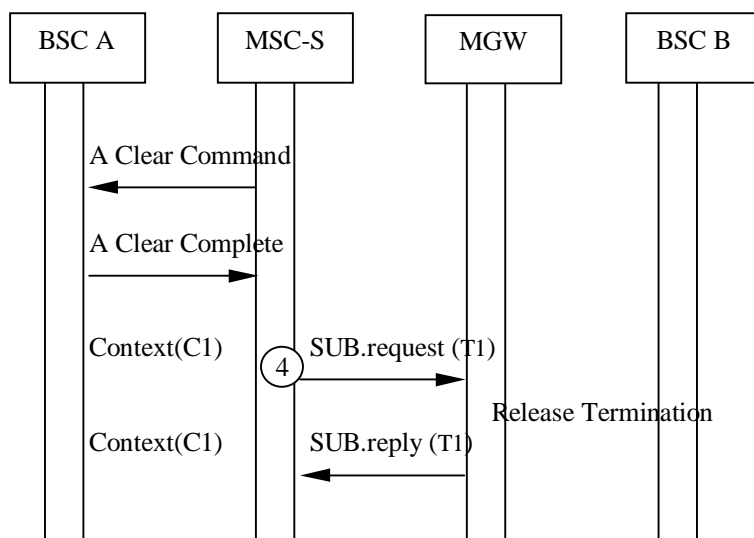 BSC A
MSC-S
MGW
BSC B
A Clear Command
A Clear Complete
Context(C1)
SUB.request (T1)
4
Release Termination
Context(C1)
SUB.reply (T1)